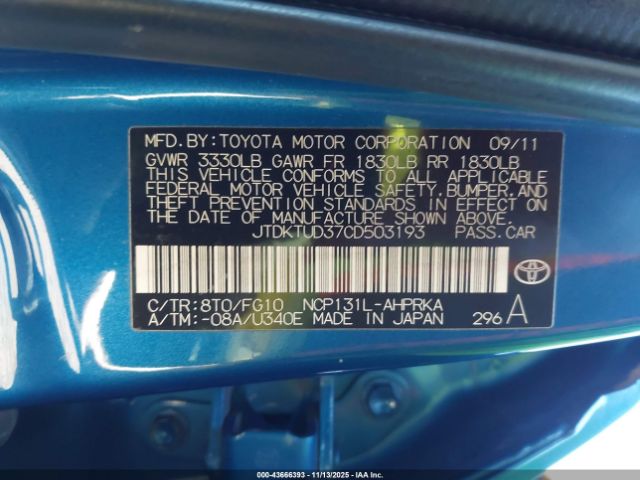 MFD.BY:TOYOTA MOTOR CORPORATION 09/11
GVWR 3330LB GAWR FR 1830LB RR 1830LB
THIS VEHICLE CONFORMS TO ALL APPLICABLE
FEDERAL MOTOR VEHICLE SAFETY,BUMPER,AND
THEFT PREVENTION STANDARDS IN EFFECT ON
THE DATE OF MANUFACTURE SHOWN ABOVE.
JTDKTUD37CD503193 PASS.CAR
C/TR:8T0/FG10 NCP131L-AHPRKA
A/TM:-08A/U340E MADE IN JAPAN 296 A
000-43666393 - 11/13/2025 - IAAI